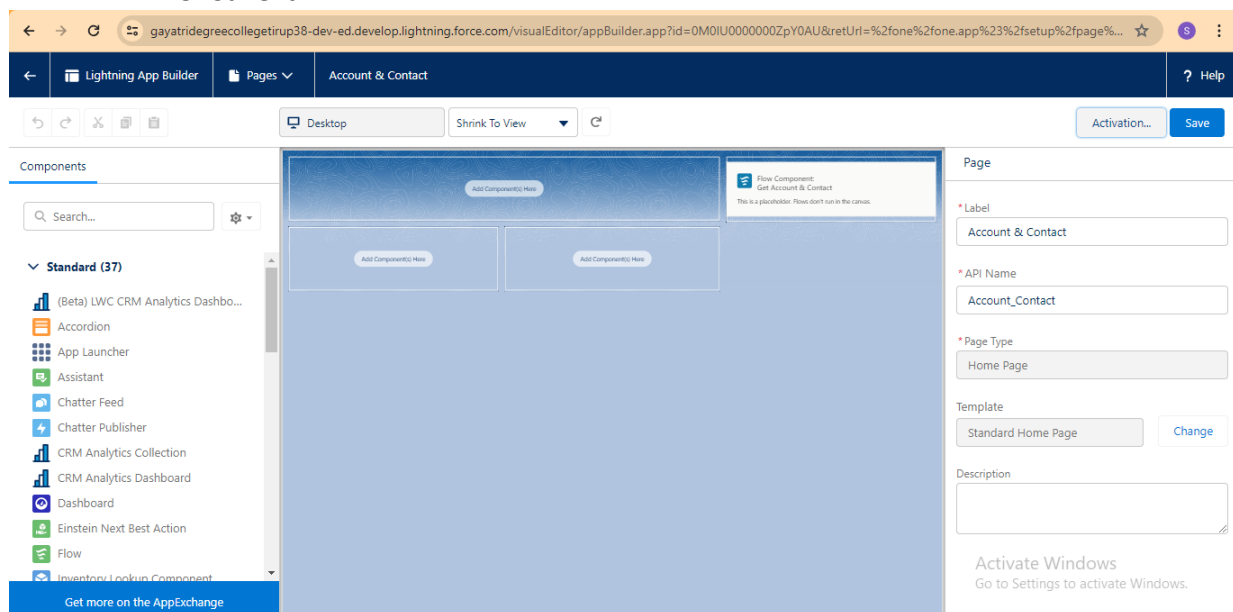 gayatridegreecollegetirup38-dev-ed.develop.lightning.force.com/visualEditor/appBuilder.app?id=0M0IU0000000ZpY0AU&retUrl=%2fone%2fone.app%23%2fsetup%2fpage%... S
Lightning App Builder Pages Account & Contact ? Help
Desktop Shrink To View Activation... Save
Components
Search...
Standard (37)
(Beta) LWC CRM Analytics Dashbo...
Accordion
App Launcher
Assistant
Chatter Feed
Chatter Publisher
CRM Analytics Collection
CRM Analytics Dashboard
Dashboard
Einstein Next Best Action
Flow
Inventory Lookup Component
Get more on the AppExchange
Add Component(s) Here
Flow Component:
Get Account & Contact
This is a placeholder. Flows don't run in the canvas.
Add Component(s) Here Add Component(s) Here
Page
*Label
Account & Contact
*API Name
Account_Contact
*Page Type
Home Page
Template
Standard Home Page Change
Description
Activate Windows
Go to Settings to activate Windows.